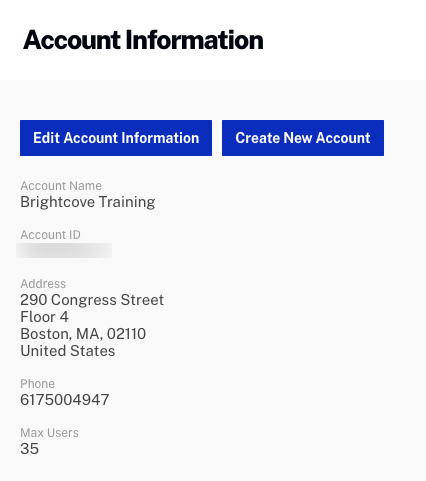 Account Information
Edit Account Information
Create New Account
Account Name
Brightcove Training
Account ID
Address
290 Congress Street
Floor 4
Boston, MA, 02110
United States
Phone
6175004947
Max Users
35